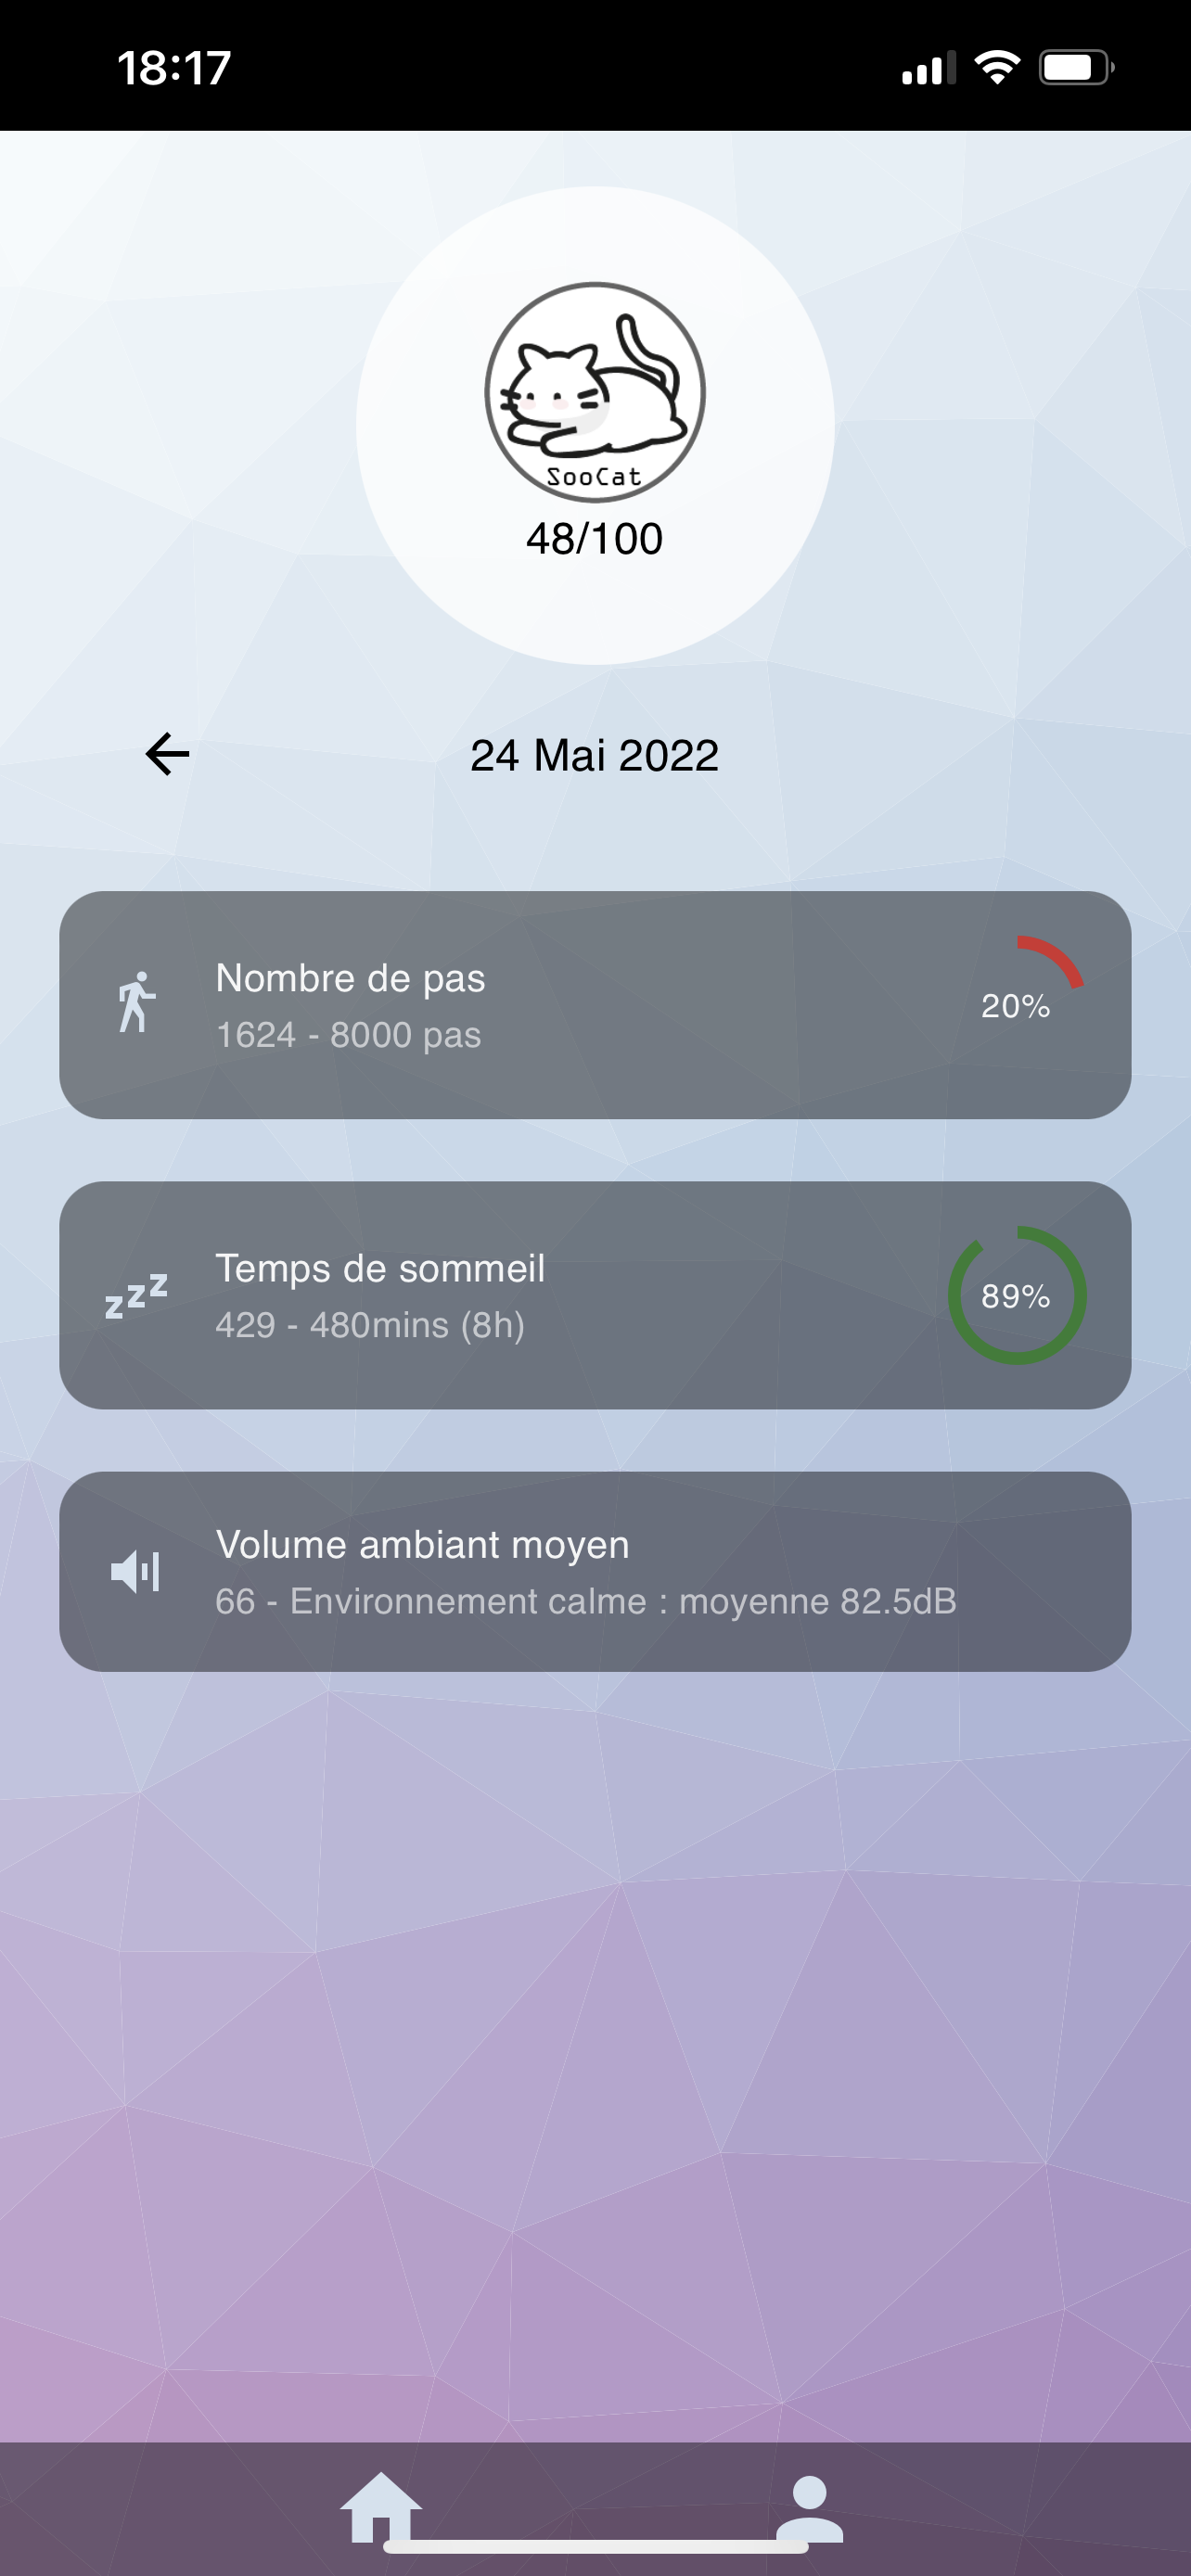 18:17
SooCat
48/100
24 Mai 2022
Nombre de pas
1624 - 8000 pas
20%
Temps de sommeil
429 - 480mins (8h)
89%
Volume ambiant moyen
66 - Environnement calme : moyenne 82.5dB